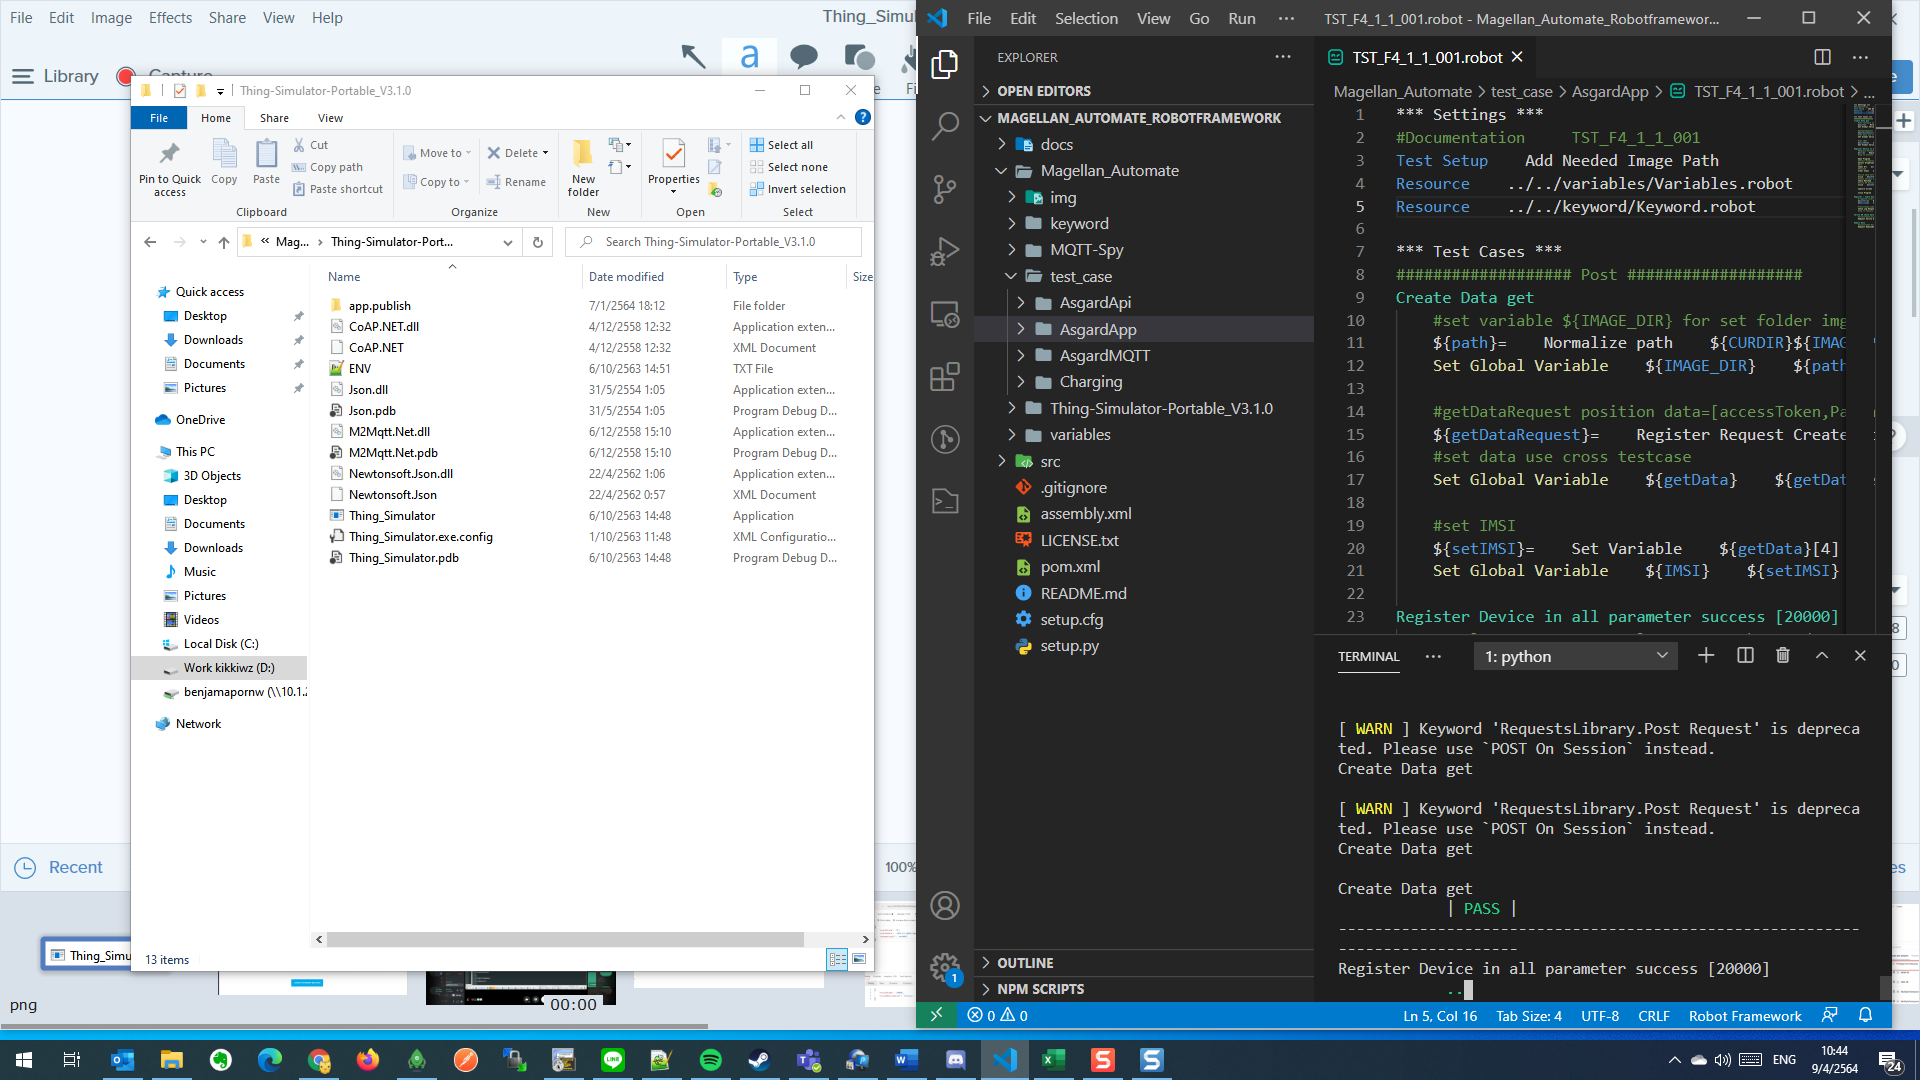 File Edit Image Effects Share View Help
Library
Recent
Thing_Simu
png
00:00
100%
Thing-Simulator-Portable_V3.1.0
File Home Share View
Pin to Quick access
Copy
Paste
Cut
Copy path
Paste shortcut
Clipboard
Move to
Copy to
Delete
Rename
Organize
New folder
New
Properties
Open
Select all
Select none
Insert selection
Select
« Mag... › Thing-Simulator-Port...
Search Thing-Simulator-Portable_V3.1.0
Quick access
Desktop
Downloads
Documents
Pictures
OneDrive
This PC
3D Objects
Desktop
Documents
Downloads
Music
Pictures
Videos
Local Disk (C:)
Work kikkiwz (D:)
benjamapornw (\\10.1.2
Network
Name Date modified Type Size
app.publish 7/1/2564 18:12 File folder
CoAP.NET.dll 4/12/2558 12:32 Application exten...
CoAP.NET 4/12/2558 12:32 XML Document
ENV 6/10/2563 14:51 TXT File
Json.dll 31/5/2554 1:05 Application exten...
Json.pdb 31/5/2554 1:05 Program Debug D...
M2Mqtt.Net.dll 6/12/2558 15:10 Application exten...
M2Mqtt.Net.pdb 6/12/2558 15:10 Program Debug D...
Newtonsoft.Json.dll 22/4/2562 1:06 Application exten...
Newtonsoft.Json 22/4/2562 0:57 XML Document
Thing_Simulator 6/10/2563 14:48 Application
Thing_Simulator.exe.config 1/10/2563 11:48 XML Configuratio...
Thing_Simulator.pdb 6/10/2563 14:48 Program Debug D...
13 items
File Edit Selection View Go Run ··· TST_F4_1_1_001.robot - Magellan_Automate_Robotframewor...
EXPLORER
OPEN EDITORS
MAGELLAN_AUTOMATE_ROBOTFRAMEWORK
docs
Magellan_Automate
img
keyword
MQTT-Spy
test_case
AsgardApi
AsgardApp
AsgardMQTT
Charging
Thing-Simulator-Portable_V3.1.0
variables
src
.gitignore
assembly.xml
LICENSE.txt
pom.xml
README.md
setup.cfg
setup.py
OUTLINE
NPM SCRIPTS
TST_F4_1_1_001.robot
Magellan_Automate > test_case > AsgardApp > TST_F4_1_1_001.robot > ...
1 *** Settings ***
2 #Documentation TST_F4_1_1_001
3 Test Setup Add Needed Image Path
4 Resource ../../variables/Variables.robot
5 Resource ../../keyword/Keyword.robot
6
7 *** Test Cases ***
8 ################### Post ###################
9 Create Data get
10 #set variable ${IMAGE_DIR} for set folder img
11 ${path}= Normalize path ${CURDIR}${IMAG
12 Set Global Variable ${IMAGE_DIR} ${path
13
14 #getDataRequest position data=[accessToken,Pa
15 ${getDataRequest}= Register Request Create
16 #set data use cross testcase
17 Set Global Variable ${getData} ${getDat
18
19 #set IMSI
20 ${setIMSI}= Set Variable ${getData}[4]
21 Set Global Variable ${IMSI} ${setIMSI}
22
23 Register Device in all parameter success [20000]
TERMINAL ··· 1: python
[ WARN ] Keyword 'RequestsLibrary.Post Request' is depreca
ted. Please use `POST On Session` instead.
Create Data get
[ WARN ] Keyword 'RequestsLibrary.Post Request' is depreca
ted. Please use `POST On Session` instead.
Create Data get
Create Data get
| PASS |
----------------------------------------------------------
--------------------
Register Device in all parameter success [20000]
..
0 0 Ln 5, Col 16 Tab Size: 4 UTF-8 CRLF Robot Framework
ENG
10:44
9/4/2564
24